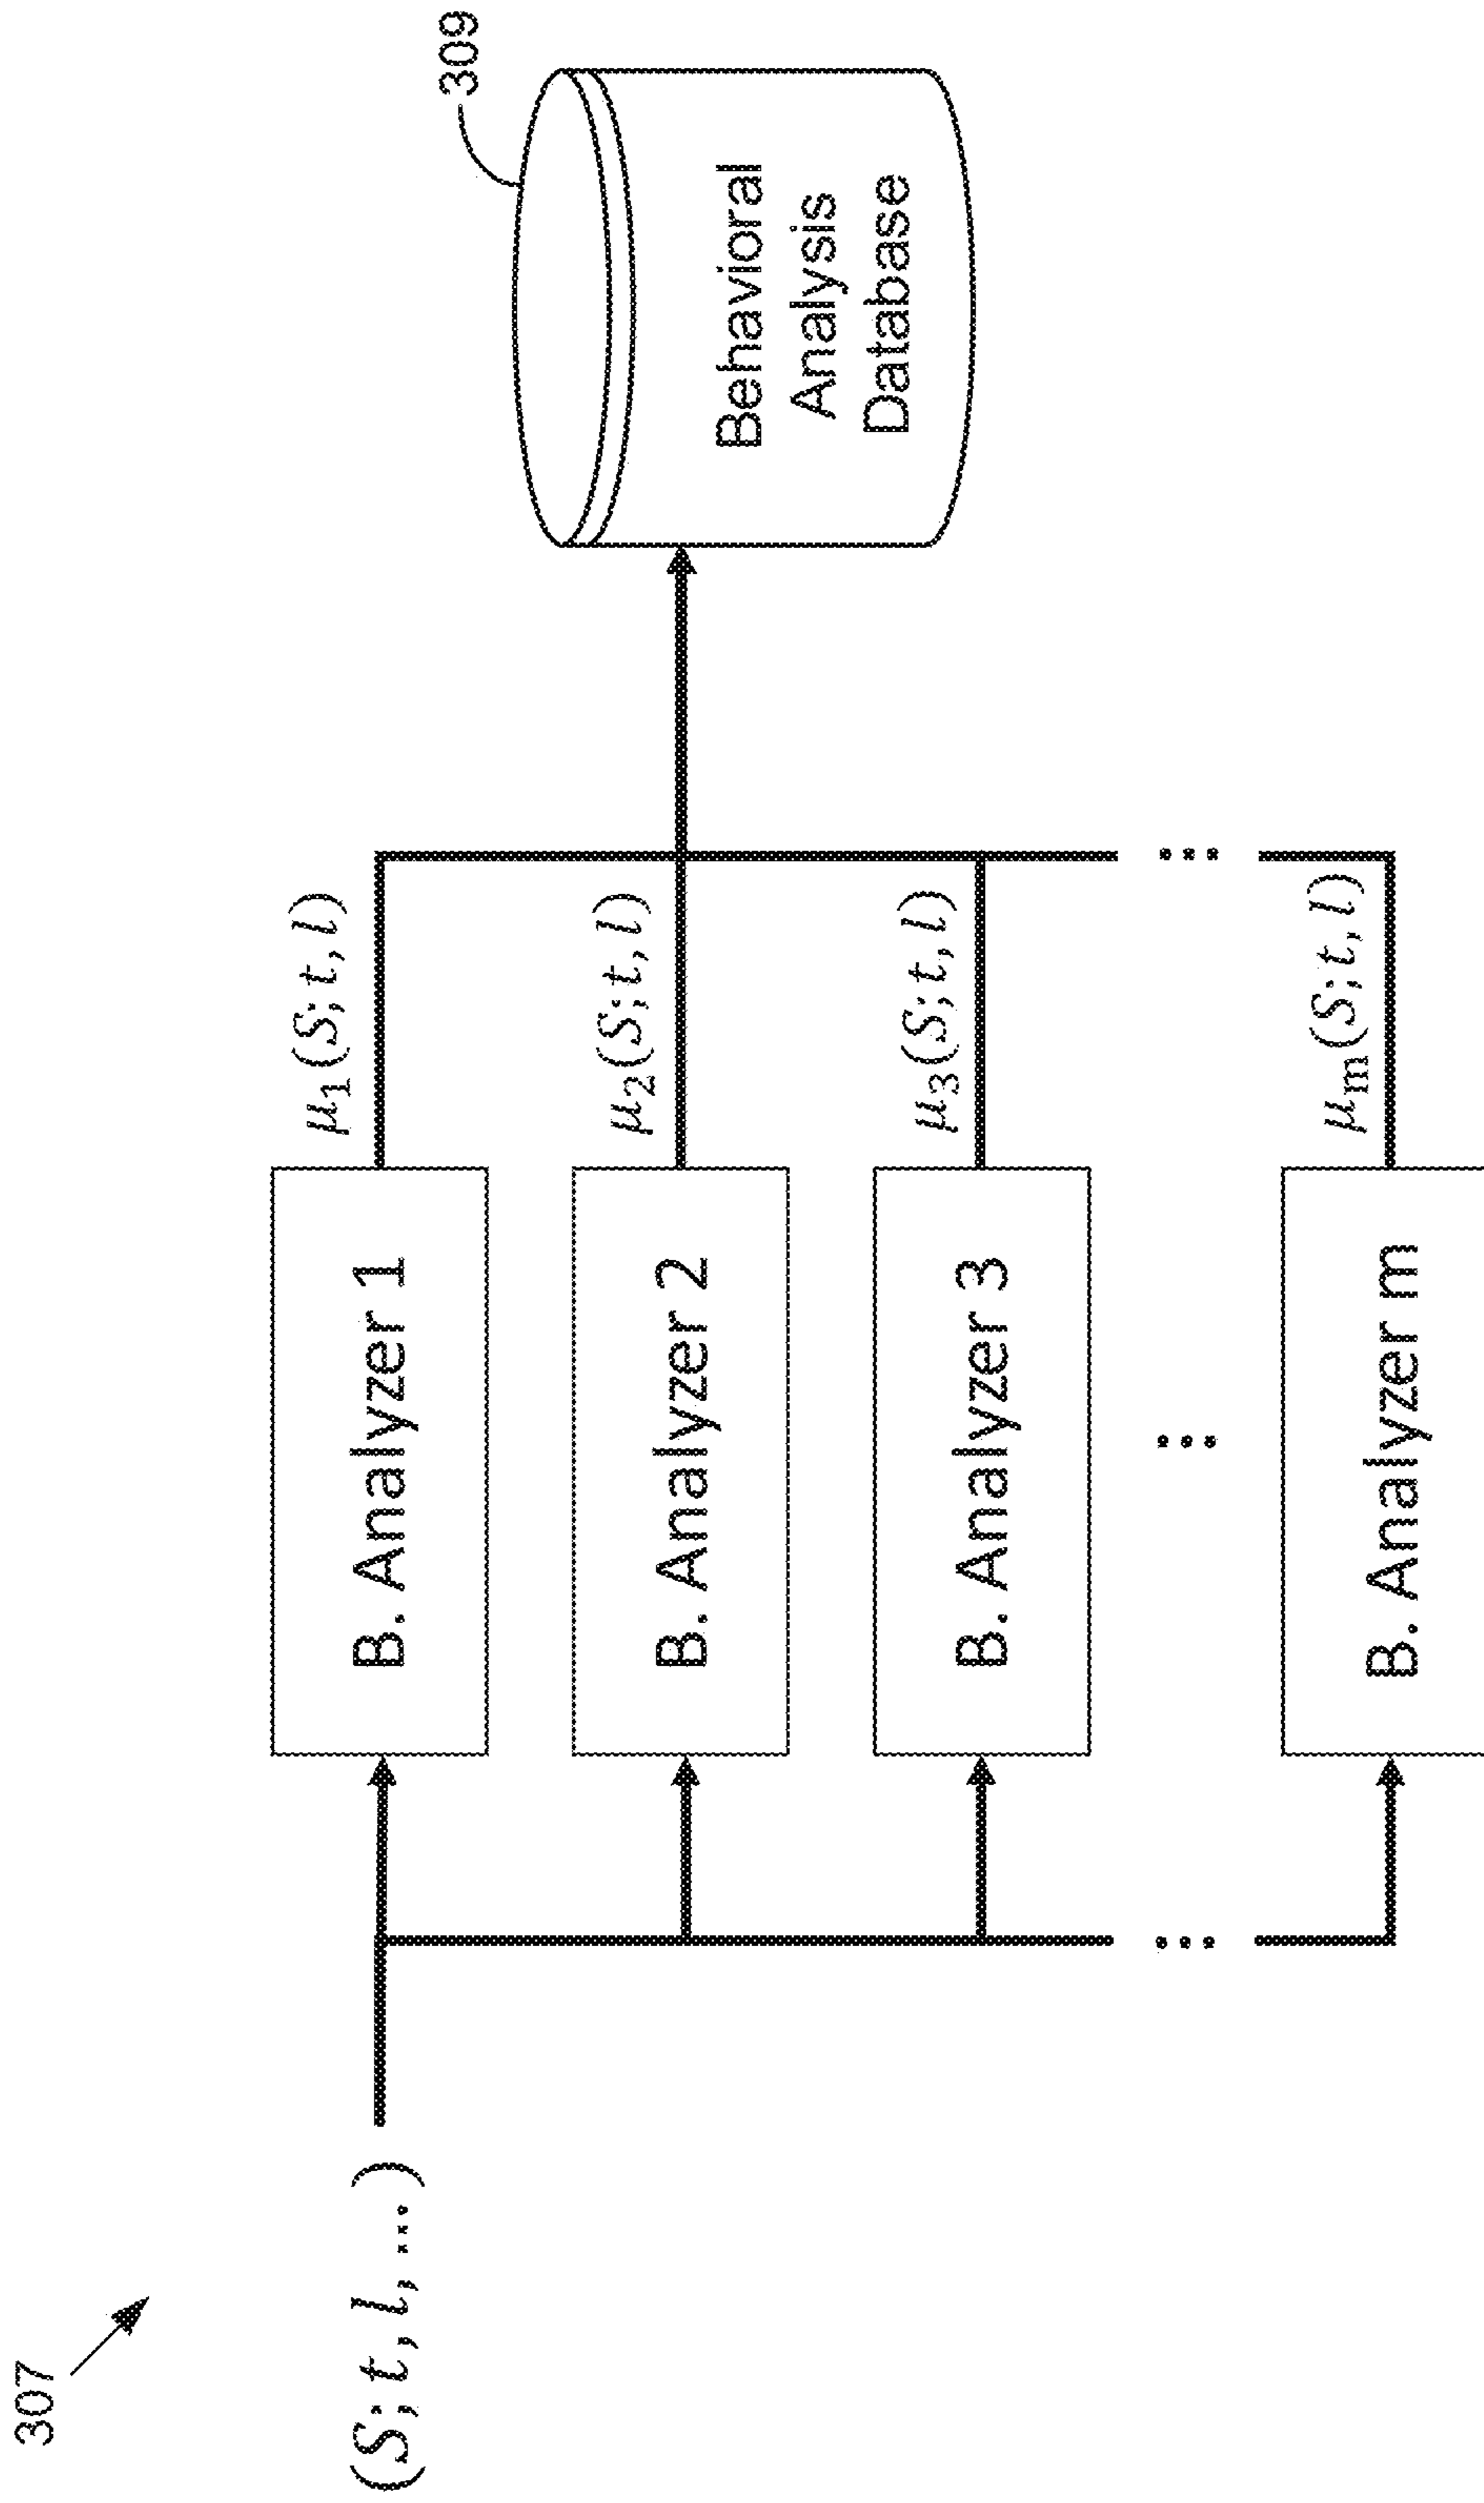 307
(S; t, l, ...)
B. Analyzer 1
μ₁(S; t, l)
B. Analyzer 2
μ₂(S; t, l)
B. Analyzer 3
μ₃(S; t, l)
...
...
...
B. Analyzer m
μₘ(S; t, l)
309
Behavioral
Analysis
Database